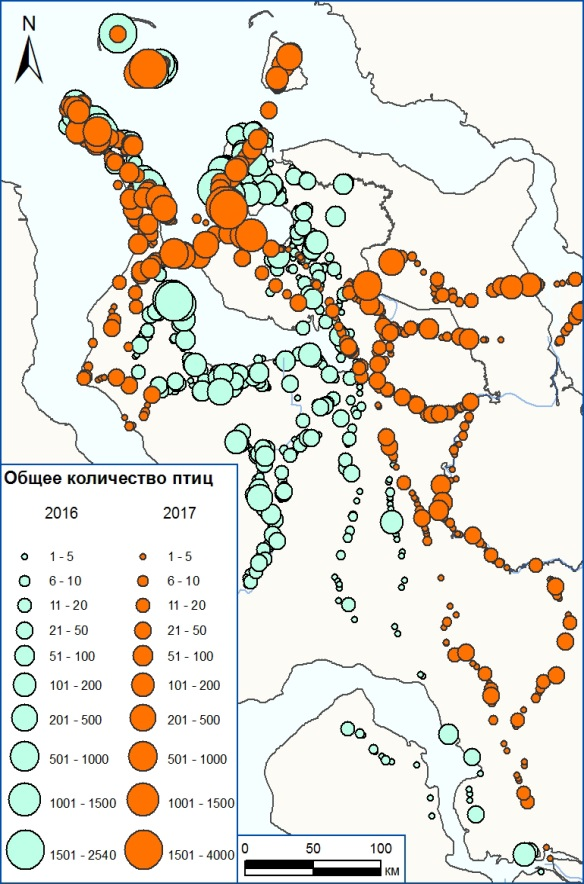 N
Общее количество птиц
2016 2017
1 - 5 1 - 5
6 - 10 6 - 10
11 - 20 11 - 20
21 - 50 21 - 50
51 - 100 51 - 100
101 - 200 101 - 200
201 - 500 201 - 500
501 - 1000 501 - 1000
1001 - 1500 1001 - 1500
1501 - 2540 1501 - 4000
0 50 100
км